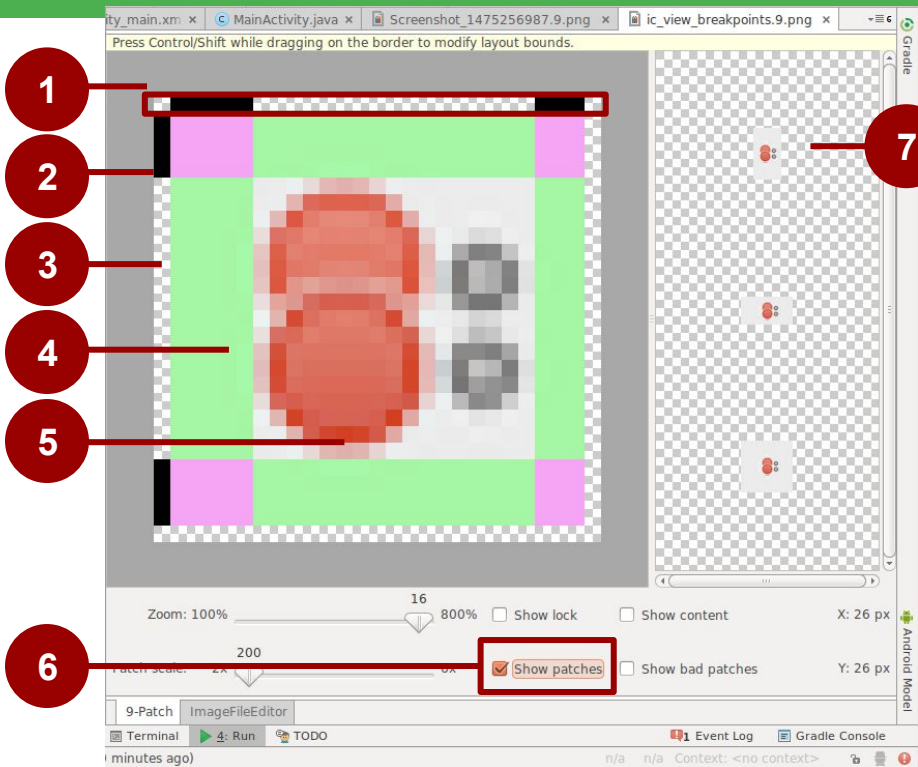 ity_main.xm × MainActivity.java × Screenshot_1475256987.9.png × ic_view_breakpoints.9.png × 6
Press Control/Shift while dragging on the border to modify layout bounds.
Gradle
1
2
3
4
5
7
16
Zoom: 100% 800% Show lock Show content X: 26 px
200
6
Patch scale: 2x 6x Show patches Show bad patches Y: 26 px
Android Model
9-Patch ImageFileEditor
Terminal 4: Run TODO 1 Event Log Gradle Console
minutes ago) n/a n/a Context: <no context>